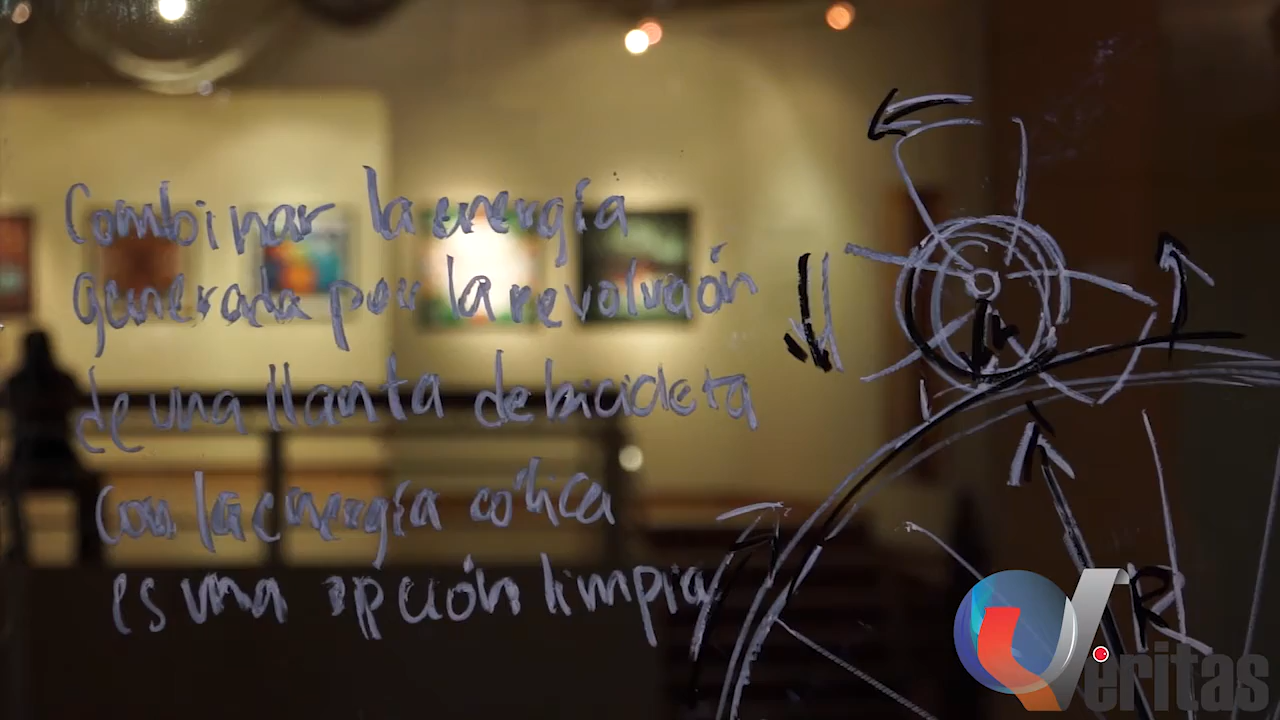 Combinar la energía
generada por la revolución
de una llanta de bicicleta
con la energía eólica
es una opción limpia
r
R
Veritas